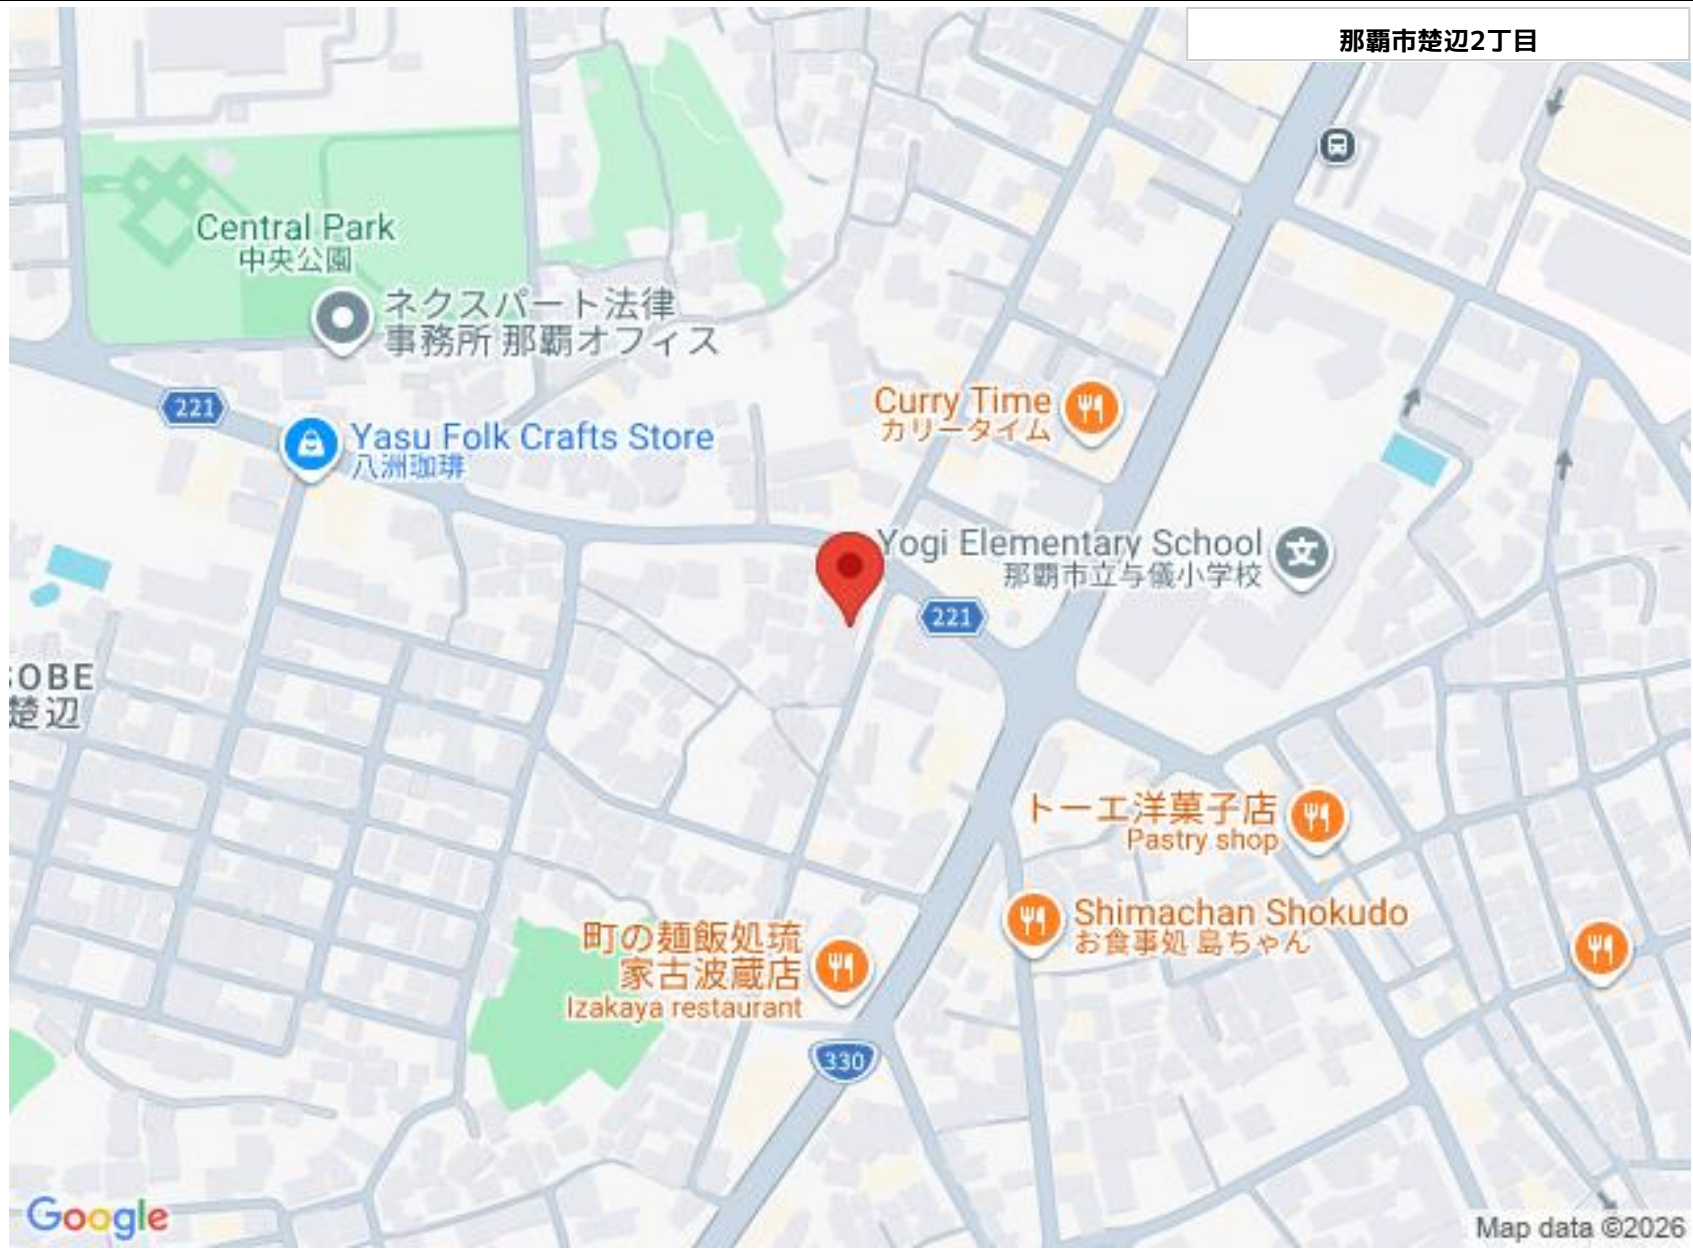 那覇市楚辺2丁目
Central Park
中央公園
ネクスパート法律
事務所 那覇オフィス
221
Yasu Folk Crafts Store
八洲珈琲
Curry Time
カリータイム
Yogi Elementary School
那覇市立与儀小学校
文
221
OBE
楚辺
トーエ洋菓子店
Pastry shop
Shimachan Shokudo
お食事処 島ちゃん
町の麺飯処琉
家古波蔵店
Izakaya restaurant
330
Google
Map data ©2026